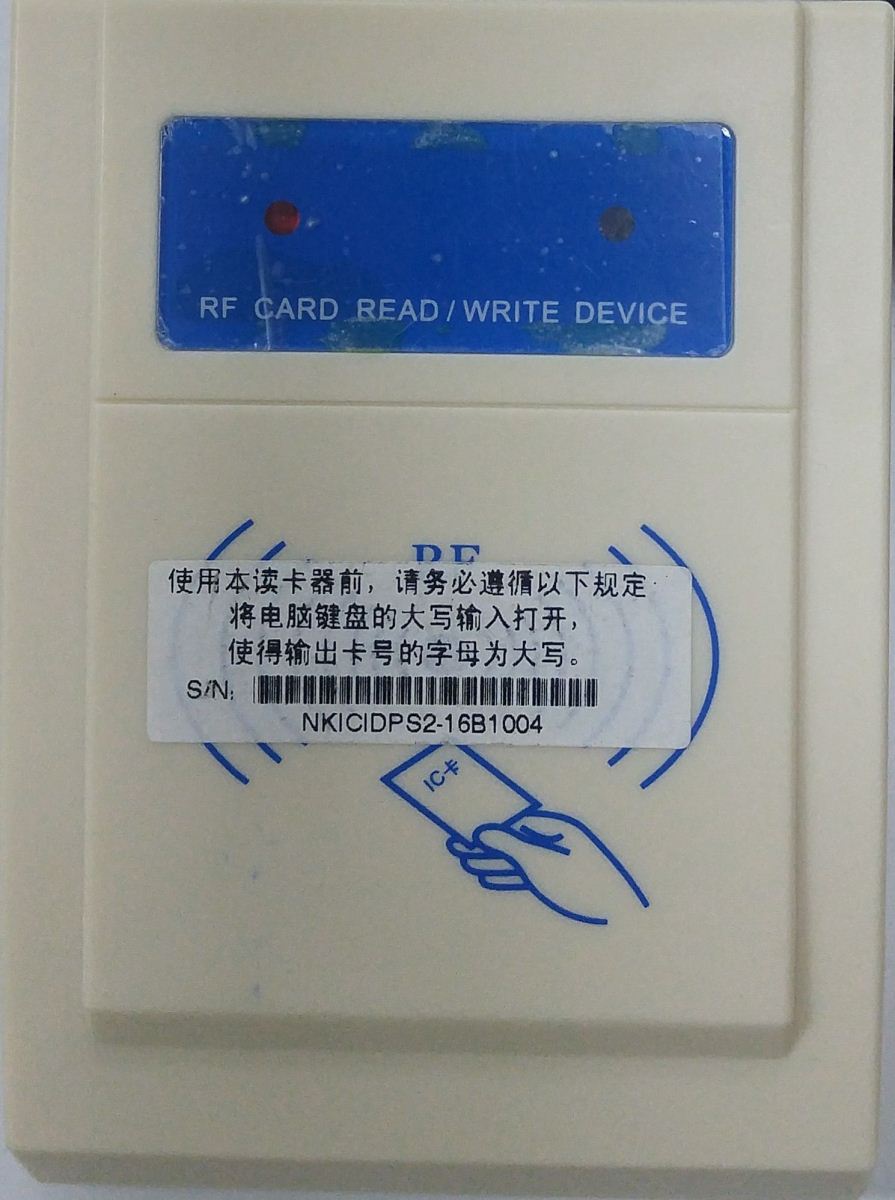 RF CARD READ/WRITE DEVICE
RF
使用本读卡器前，请务必遵循以下规定
将电脑键盘的大写输入打开，
使得输出卡号的字母为大写。
S/N:
NKICIDPS2-16B1004
IC卡